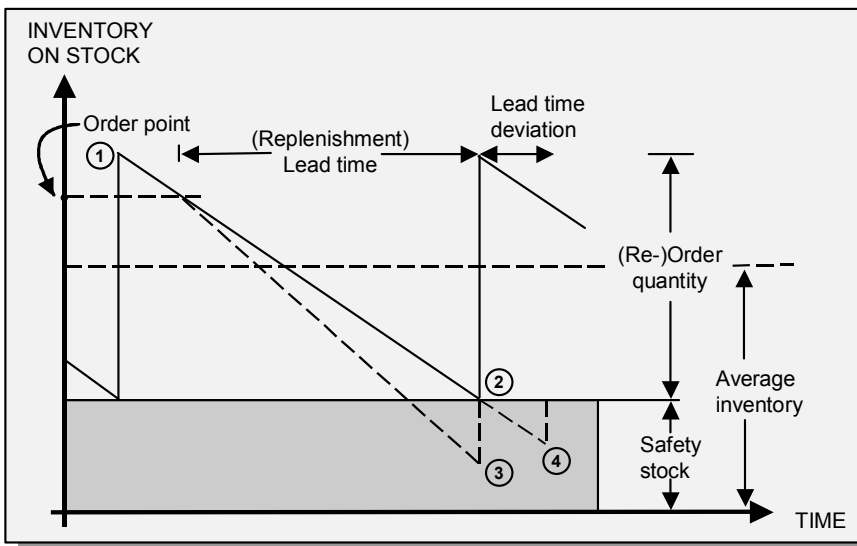 INVENTORY
ON STOCK
Order point
(Replenishment)
Lead time
Lead time
deviation
1
(Re-)Order
quantity
2
Average
inventory
Safety
stock
3
4
TIME